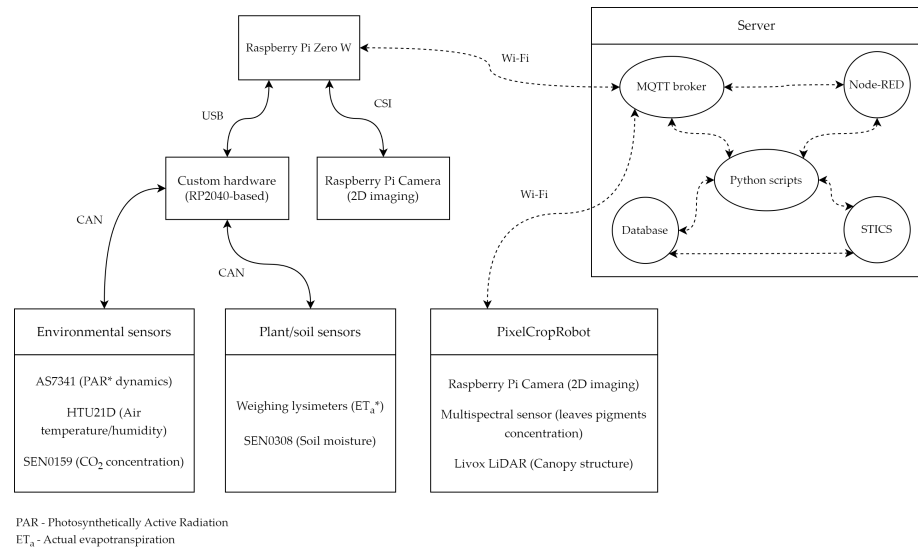 Server
Raspberry Pi Zero W
Wi-Fi
MQTT broker
Node-RED
CSI
USB
Custom hardware
(RP2040-based)
Raspberry Pi Camera
(2D imaging)
Python scripts
Wi-Fi
CAN
Database
STICS
CAN
Environmental sensors
AS7341 (PAR* dynamics)
HTU21D (Air
temperature/humidity)
SEN0159 (CO₂ concentration)
Plant/soil sensors
Weighing lysimeters (ETₐ*)
SEN0308 (Soil moisture)
PixelCropRobot
Raspberry Pi Camera (2D imaging)
Multispectral sensor (leaves pigments
concentration)
Livox LiDAR (Canopy structure)
PAR - Photosynthetically Active Radiation
ETₐ - Actual evapotranspiration